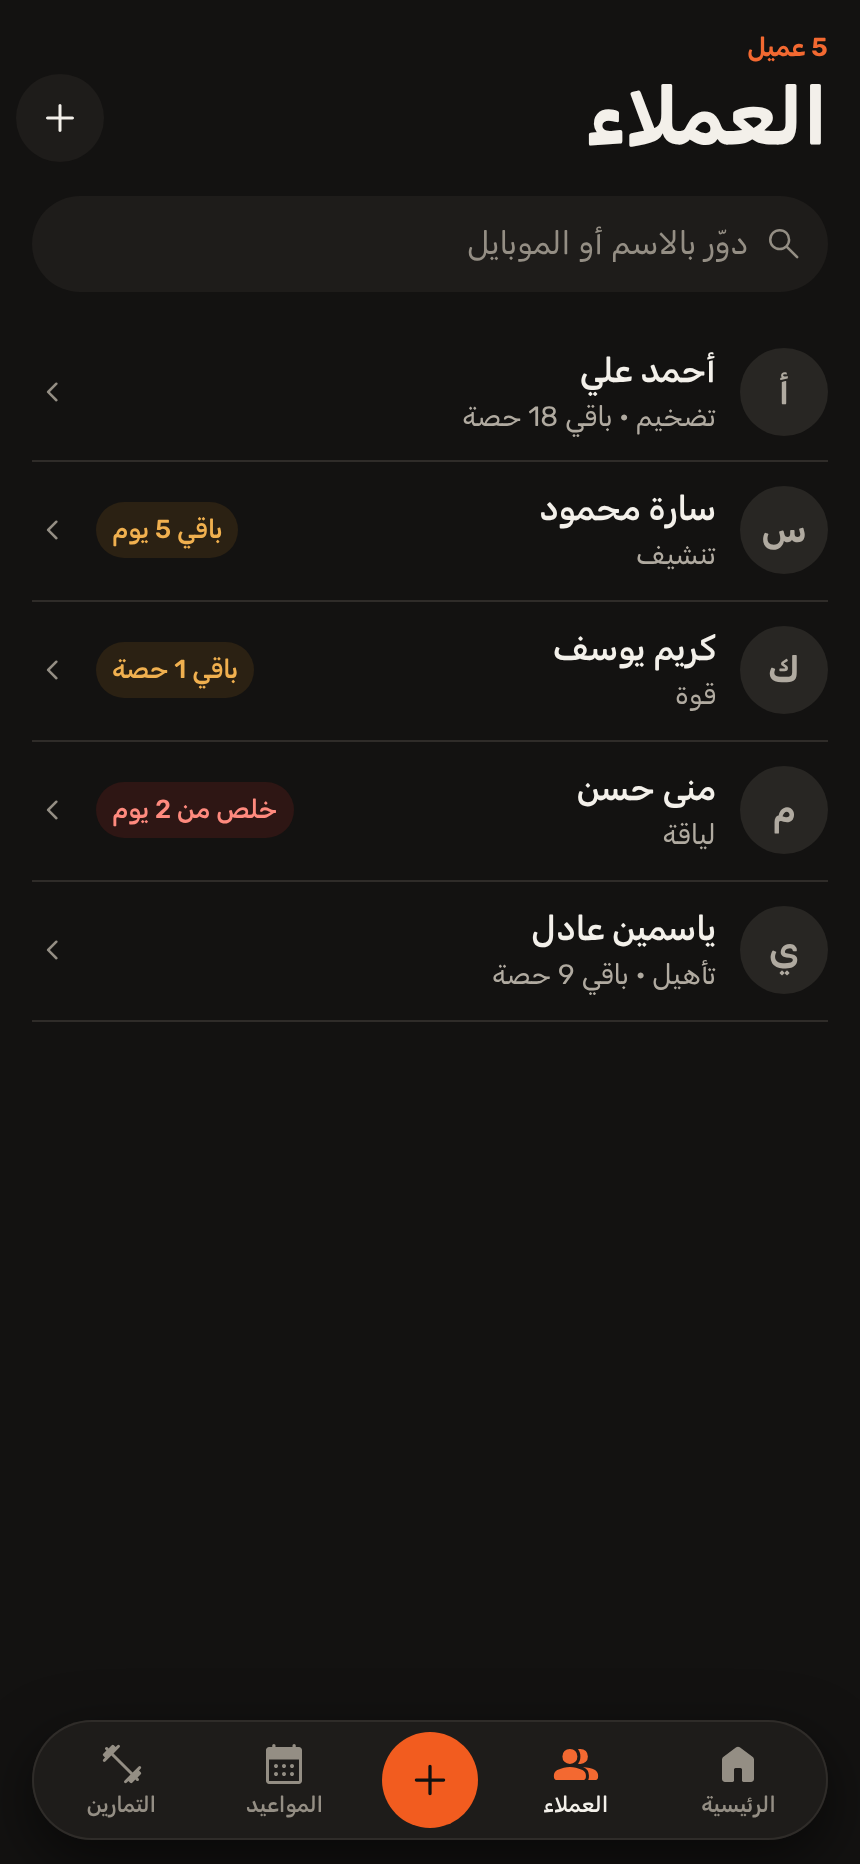 5 عميل
العملاء
دوّر بالاسم أو الموبايل
أ
أحمد علي
تضخيم • باقي 18 حصة
س
سارة محمود
تنشيف
باقي 5 يوم
ك
كريم يوسف
قوة
باقي 1 حصة
م
منى حسن
لياقة
خلص من 2 يوم
ي
ياسمين عادل
تأهيل • باقي 9 حصة
الرئيسية
العملاء
المواعيد
التمارين